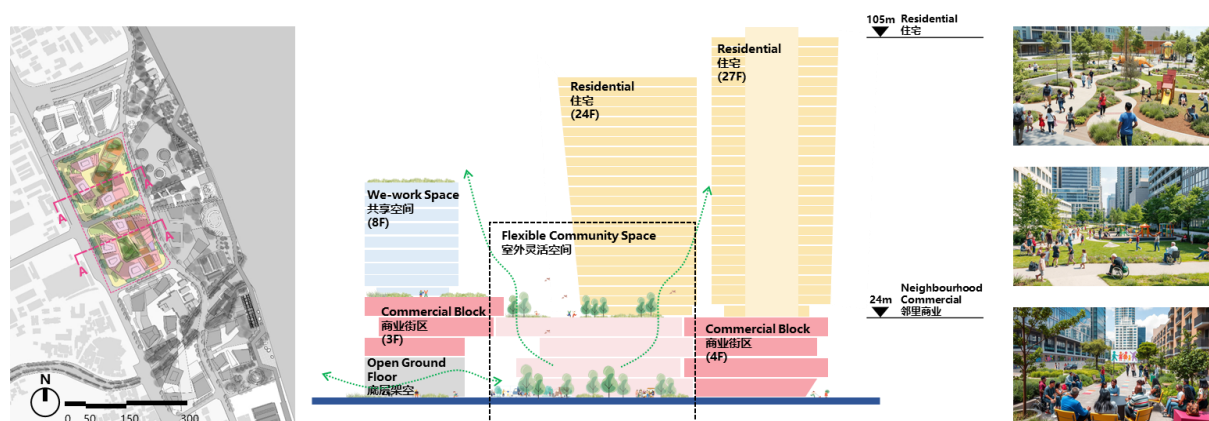 A
A
A
A
N
0 50 150 300
We-work Space
共享空间
(8F)
Commercial Block
商业街区
(3F)
Open Ground
Floor
底层架空
Flexible Community Space
室外灵活空间
Residential
住宅
(24F)
Residential
住宅
(27F)
Commercial Block
商业街区
(4F)
105m Residential
住宅
24m Neighbourhood
Commercial
邻里商业